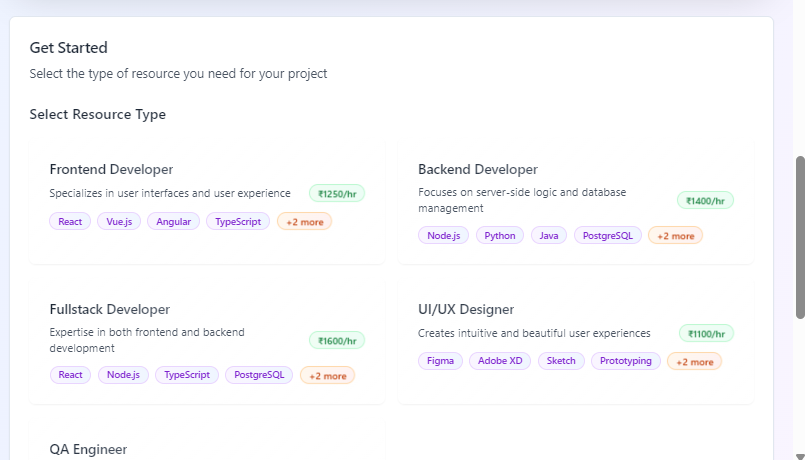 Get Started
Select the type of resource you need for your project
Select Resource Type
Frontend Developer
Specializes in user interfaces and user experience
₹1250/hr
React
Vue.js
Angular
TypeScript
+2 more
Backend Developer
Focuses on server-side logic and database
management
₹1400/hr
Node.js
Python
Java
PostgreSQL
+2 more
Fullstack Developer
Expertise in both frontend and backend
development
₹1600/hr
React
Node.js
TypeScript
PostgreSQL
+2 more
UI/UX Designer
Creates intuitive and beautiful user experiences
₹1100/hr
Figma
Adobe XD
Sketch
Prototyping
+2 more
QA Engineer